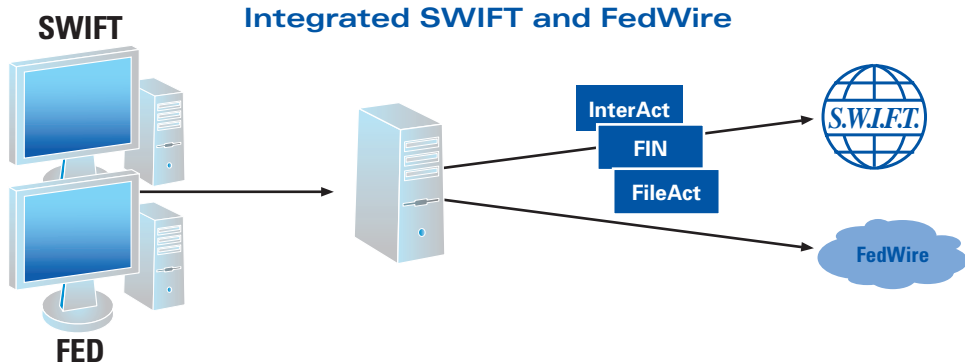 Integrated SWIFT and FedWire
SWIFT
InterAct
FIN
FileAct
S.W.I.F.T.
FedWire
FED